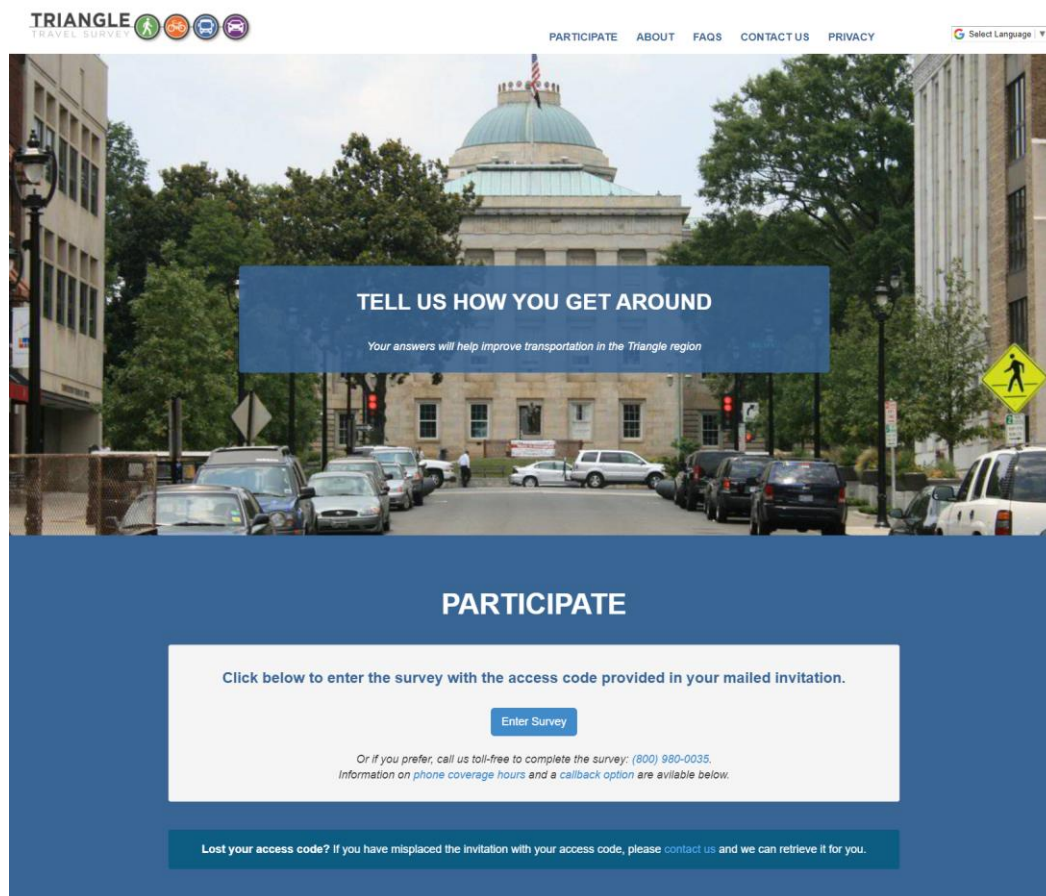 TRIANGLE
TRAVEL SURVEY
PARTICIPATE ABOUT FAQS CONTACT US PRIVACY
Select Language ▼
TELL US HOW YOU GET AROUND
Your answers will help improve transportation in the Triangle region
PARTICIPATE
Click below to enter the survey with the access code provided in your mailed invitation.
Enter Survey
Or if you prefer, call us toll-free to complete the survey: (800) 980-0035.
Information on phone coverage hours and a callback option are avilable below.
Lost your access code? If you have misplaced the invitation with your access code, please contact us and we can retrieve it for you.